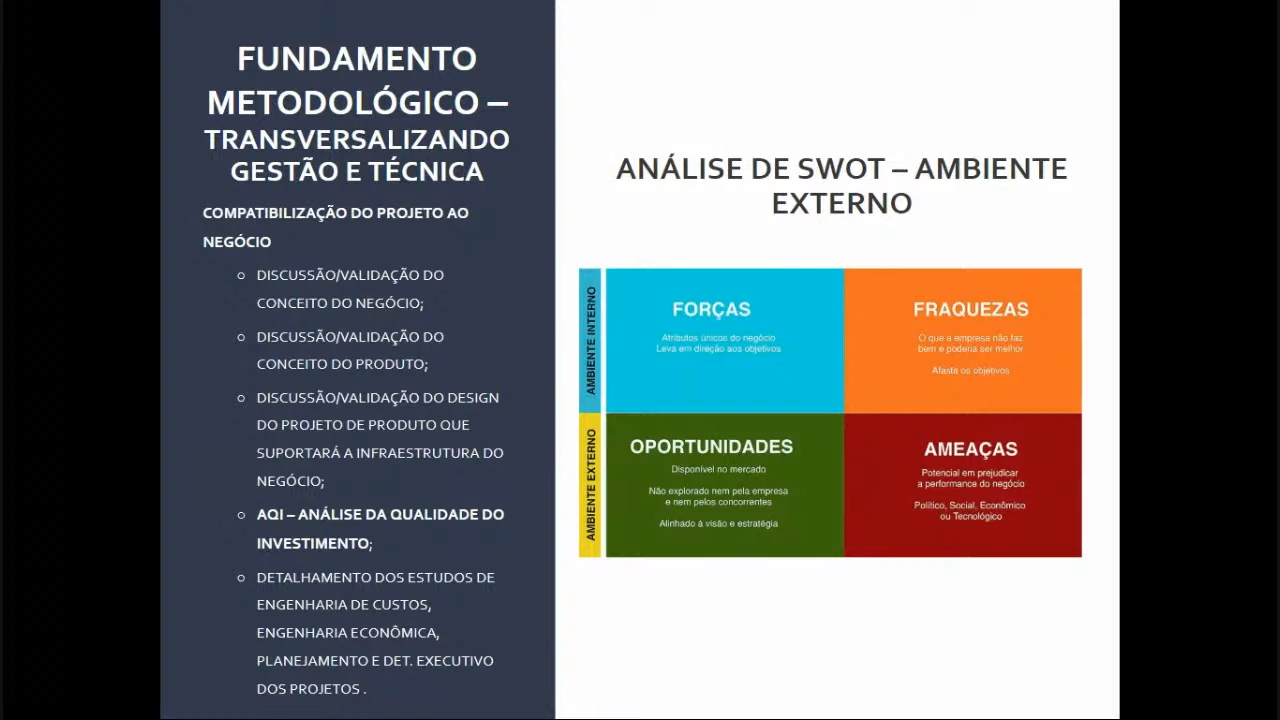 FUNDAMENTO
METODOLÓGICO –
TRANSVERSALIZANDO
GESTÃO E TÉCNICA
COMPATIBILIZAÇÃO DO PROJETO AO
NEGÓCIO
○ DISCUSSÃO/VALIDAÇÃO DO
CONCEITO DO NEGÓCIO;
○ DISCUSSÃO/VALIDAÇÃO DO
CONCEITO DO PRODUTO;
○ DISCUSSÃO/VALIDAÇÃO DO DESIGN
DO PROJETO DE PRODUTO QUE
SUPORTARÁ A INFRAESTRUTURA DO
NEGÓCIO;
○ AQI – ANÁLISE DA QUALIDADE DO
INVESTIMENTO;
○ DETALHAMENTO DOS ESTUDOS DE
ENGENHARIA DE CUSTOS,
ENGENHARIA ECONÔMICA,
PLANEJAMENTO E DET. EXECUTIVO
DOS PROJETOS .
ANÁLISE DE SWOT – AMBIENTE
EXTERNO
AMBIENTE INTERNO
FORÇAS
Atributos únicos do negócio
Leva em direção aos objetivos
FRAQUEZAS
O que a empresa não faz
bem e poderia ser melhor
Afasta os objetivos
AMBIENTE EXTERNO
OPORTUNIDADES
Disponível no mercado
Não explorado nem pela empresa
e nem pelos concorrentes
Alinhado à visão e estratégia
AMEAÇAS
Potencial em prejudicar
a performance do negócio
Político, Social, Econômico
ou Tecnológico